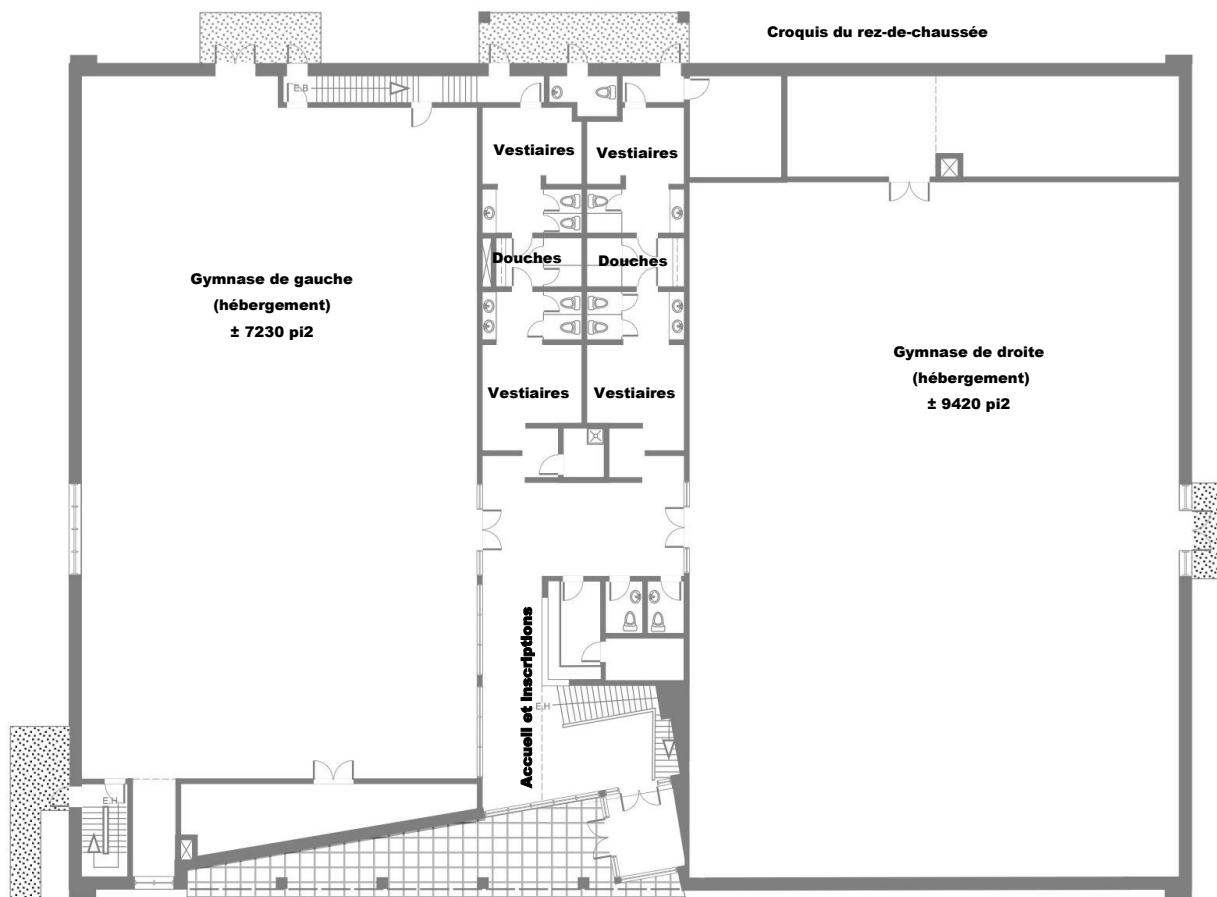 Croquis du rez-de-chaussée
E.B
Vestiaires
Vestiaires
Douches
Douches
Gymnase de gauche
(hébergement)
± 7230 pi2
Gymnase de droite
(hébergement)
± 9420 pi2
Vestiaires
Vestiaires
Accueil et inscriptions
E.H
E.H